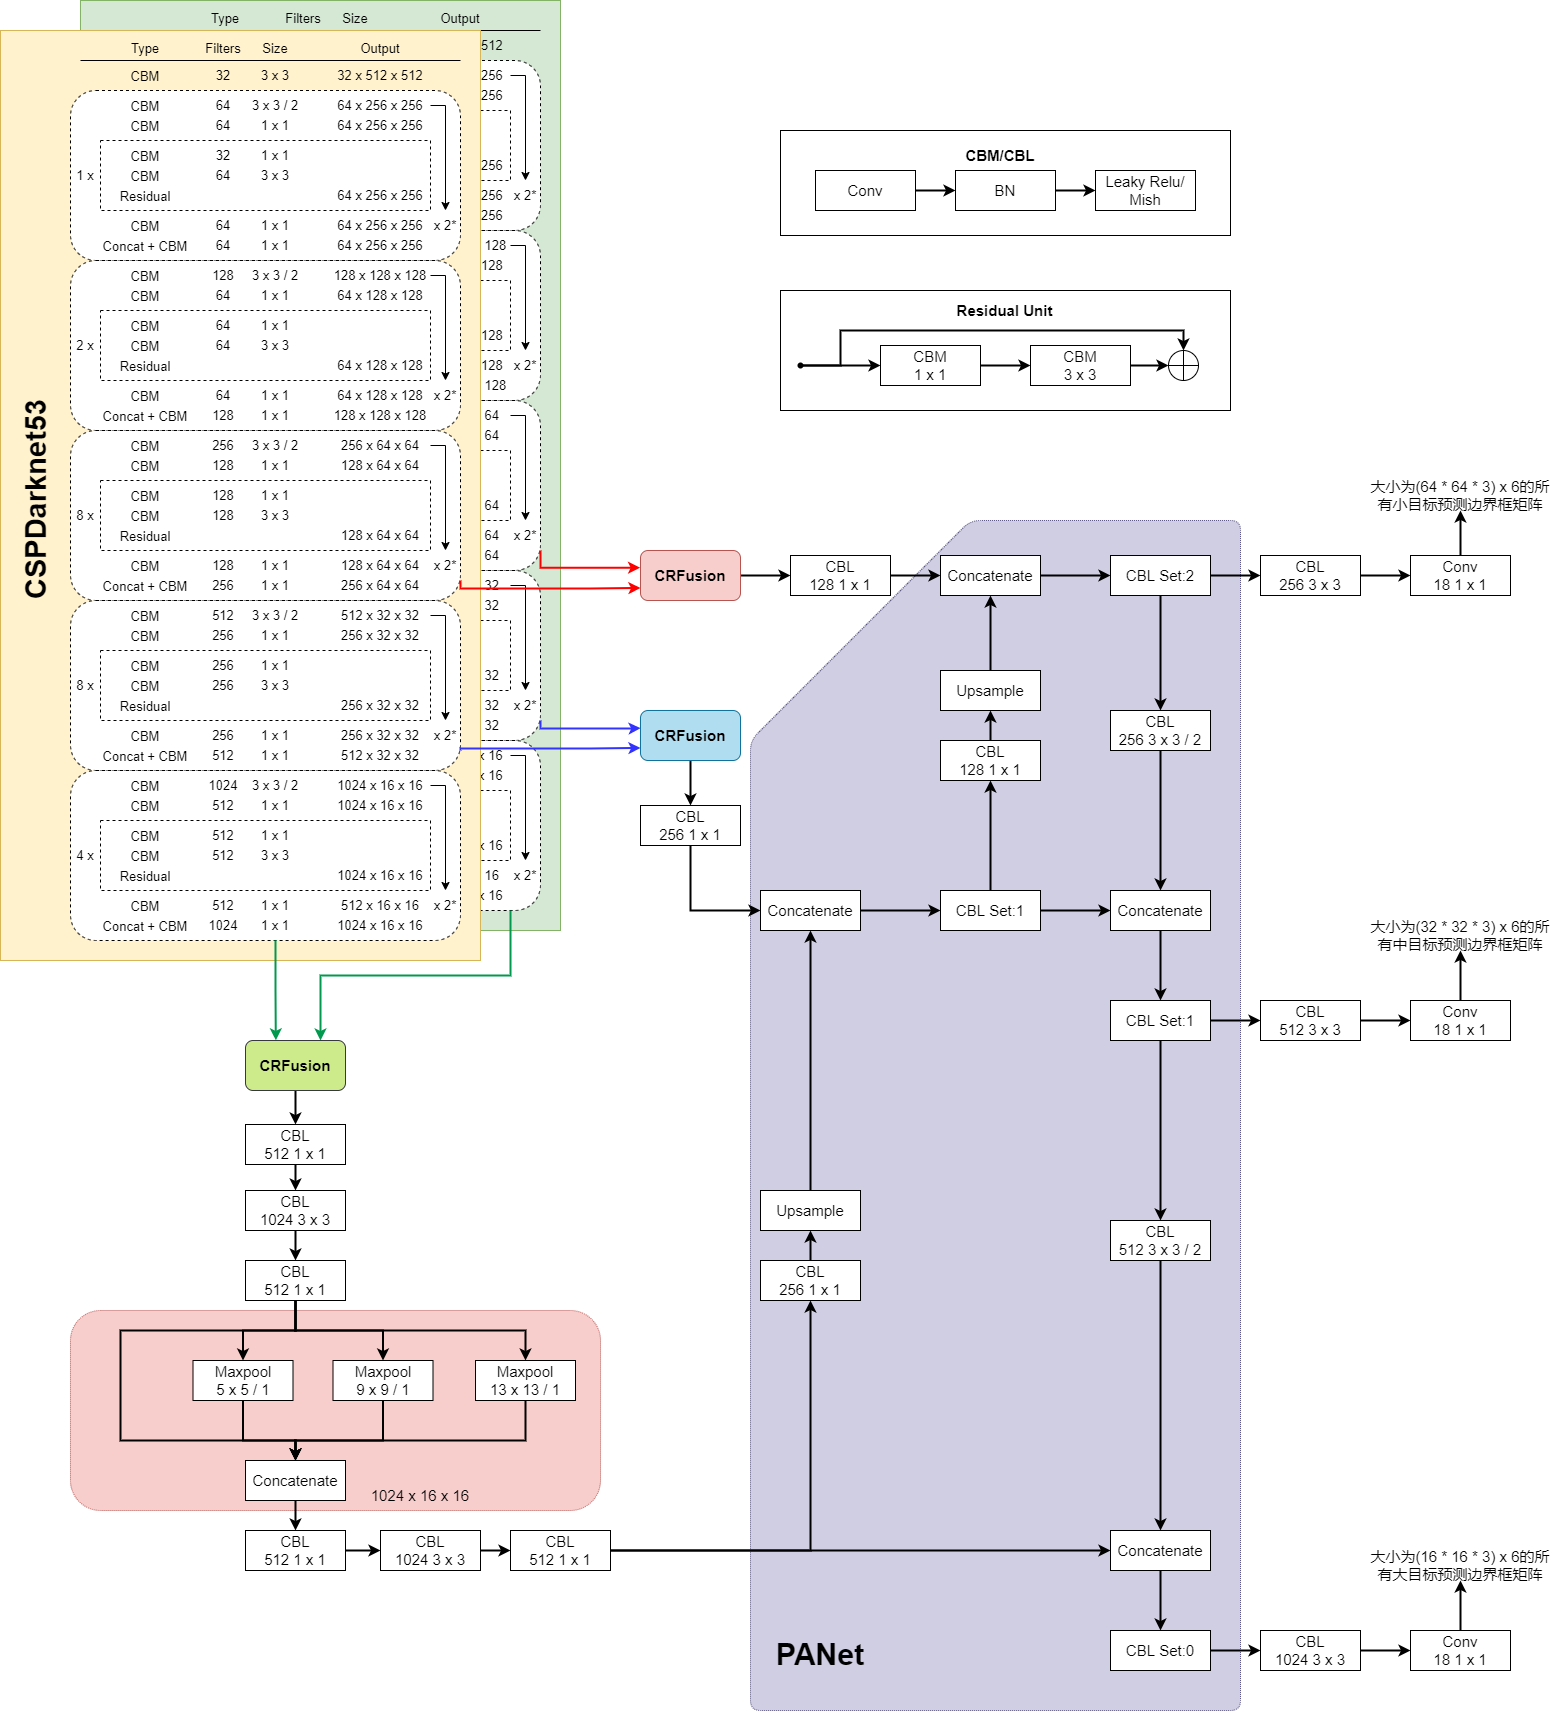 Type Filters Size Output
512
256
256
256
256 x 2*
256
128
128
128
128 x 2*
128
64
64
64
64 x 2*
64
32
32
32
32 x 2*
32
x 16
x 16
x 16
16 x 2*
x 16
CSPDarknet53
Type Filters Size Output
CBM 32 3 x 3 32 x 512 x 512
CBM 64 3 x 3 / 2 64 x 256 x 256
CBM 64 1 x 1 64 x 256 x 256
CBM 32 1 x 1
1 x CBM 64 3 x 3
Residual 64 x 256 x 256
CBM 64 1 x 1 64 x 256 x 256 x 2*
Concat + CBM 64 1 x 1 64 x 256 x 256
CBM 128 3 x 3 / 2 128 x 128 x 128
CBM 64 1 x 1 64 x 128 x 128
CBM 64 1 x 1
2 x CBM 64 3 x 3
Residual 64 x 128 x 128
CBM 64 1 x 1 64 x 128 x 128 x 2*
Concat + CBM 128 1 x 1 128 x 128 x 128
CBM 256 3 x 3 / 2 256 x 64 x 64
CBM 128 1 x 1 128 x 64 x 64
CBM 128 1 x 1
8 x CBM 128 3 x 3
Residual 128 x 64 x 64
CBM 128 1 x 1 128 x 64 x 64 x 2*
Concat + CBM 256 1 x 1 256 x 64 x 64
CBM 512 3 x 3 / 2 512 x 32 x 32
CBM 256 1 x 1 256 x 32 x 32
CBM 256 1 x 1
8 x CBM 256 3 x 3
Residual 256 x 32 x 32
CBM 256 1 x 1 256 x 32 x 32 x 2*
Concat + CBM 512 1 x 1 512 x 32 x 32
CBM 1024 3 x 3 / 2 1024 x 16 x 16
CBM 512 1 x 1 1024 x 16 x 16
CBM 512 1 x 1
4 x CBM 512 3 x 3
Residual 1024 x 16 x 16
CBM 512 1 x 1 512 x 16 x 16 x 2*
Concat + CBM 1024 1 x 1 1024 x 16 x 16
CBM/CBL
Conv
BN
Leaky Relu/
Mish
Residual Unit
CBM
1 x 1
CBM
3 x 3
CRFusion
CBL
128 1 x 1
Concatenate
CBL Set:2
CBL
256 3 x 3
Conv
18 1 x 1
大小为(64 * 64 * 3) x 6的所
有小目标预测边界框矩阵
Upsample
CBL
128 1 x 1
CBL
256 3 x 3 / 2
CRFusion
CBL
256 1 x 1
Concatenate
CBL Set:1
Concatenate
CBL Set:1
CBL
512 3 x 3
Conv
18 1 x 1
大小为(32 * 32 * 3) x 6的所
有中目标预测边界框矩阵
Upsample
CBL
256 1 x 1
CBL
512 3 x 3 / 2
CRFusion
CBL
512 1 x 1
CBL
1024 3 x 3
CBL
512 1 x 1
Maxpool
5 x 5 / 1
Maxpool
9 x 9 / 1
Maxpool
13 x 13 / 1
Concatenate
1024 x 16 x 16
CBL
512 1 x 1
CBL
1024 3 x 3
CBL
512 1 x 1
Concatenate
CBL Set:0
CBL
1024 3 x 3
Conv
18 1 x 1
大小为(16 * 16 * 3) x 6的所
有大目标预测边界框矩阵
PANet